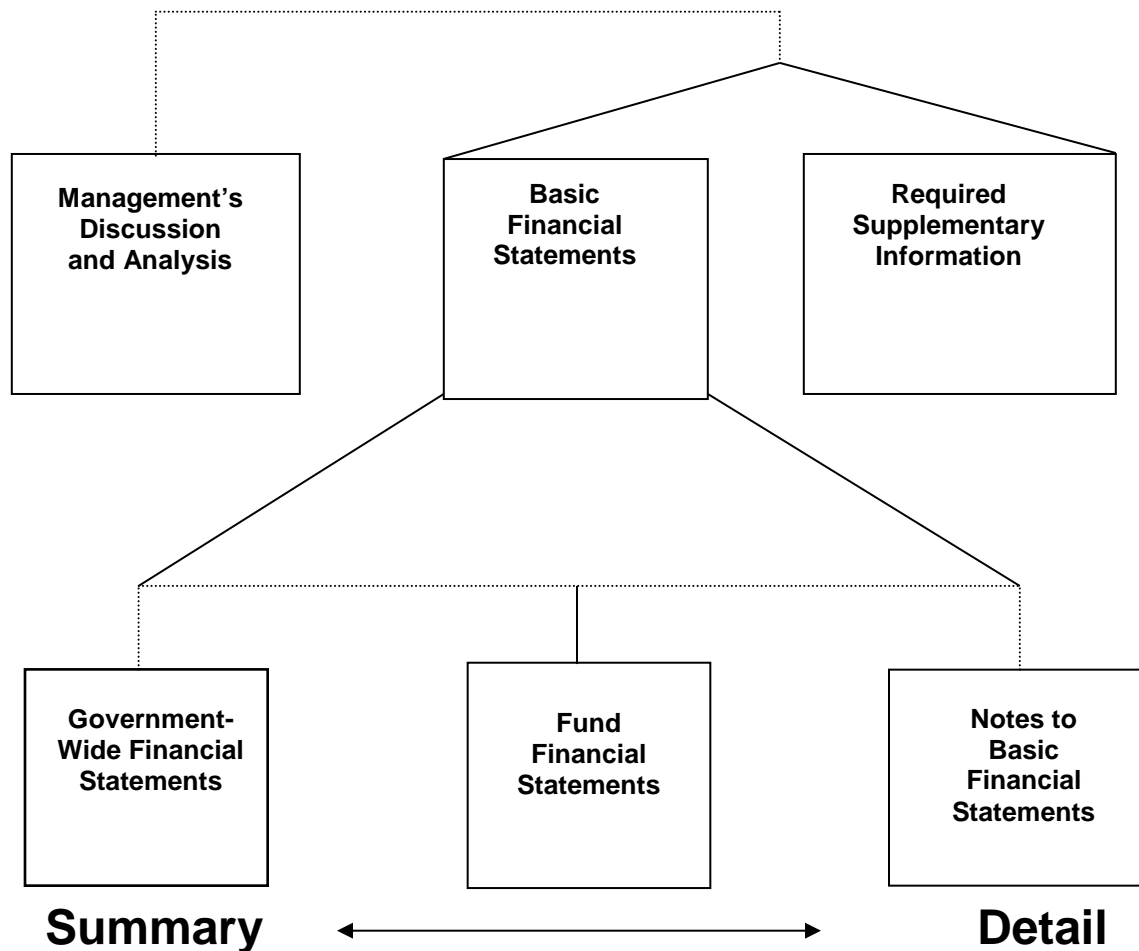 Management’s
Discussion
and Analysis
Basic
Financial
Statements
Required
Supplementary
Information
Government-
Wide Financial
Statements
Fund
Financial
Statements
Notes to
Basic
Financial
Statements
Summary
Detail